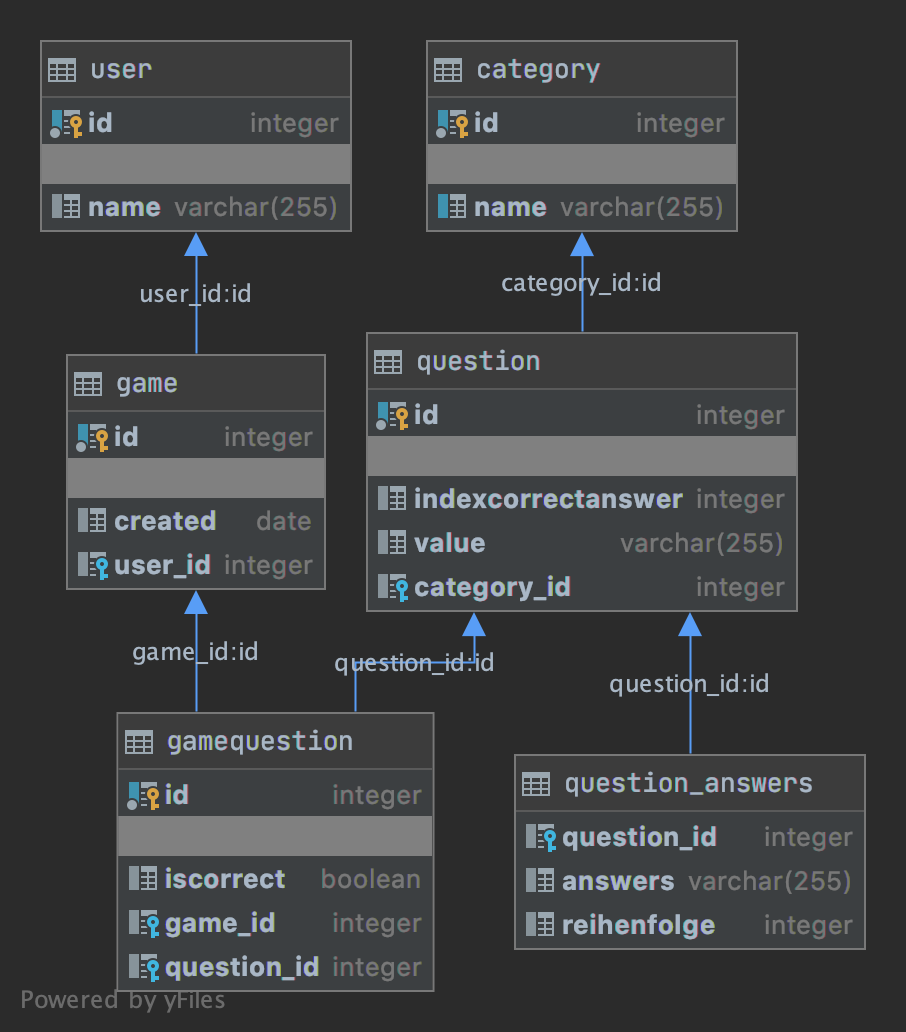 user
id integer
name varchar(255)
category
id integer
name varchar(255)
user_id:id
category_id:id
game
id integer
created date
user_id integer
question
id integer
indexcorrectanswer integer
value varchar(255)
category_id integer
game_id:id
question_id:id
question_id:id
gamequestion
id integer
iscorrect boolean
game_id integer
question_id integer
question_answers
question_id integer
answers varchar(255)
reihenfolge integer
Powered by yFiles